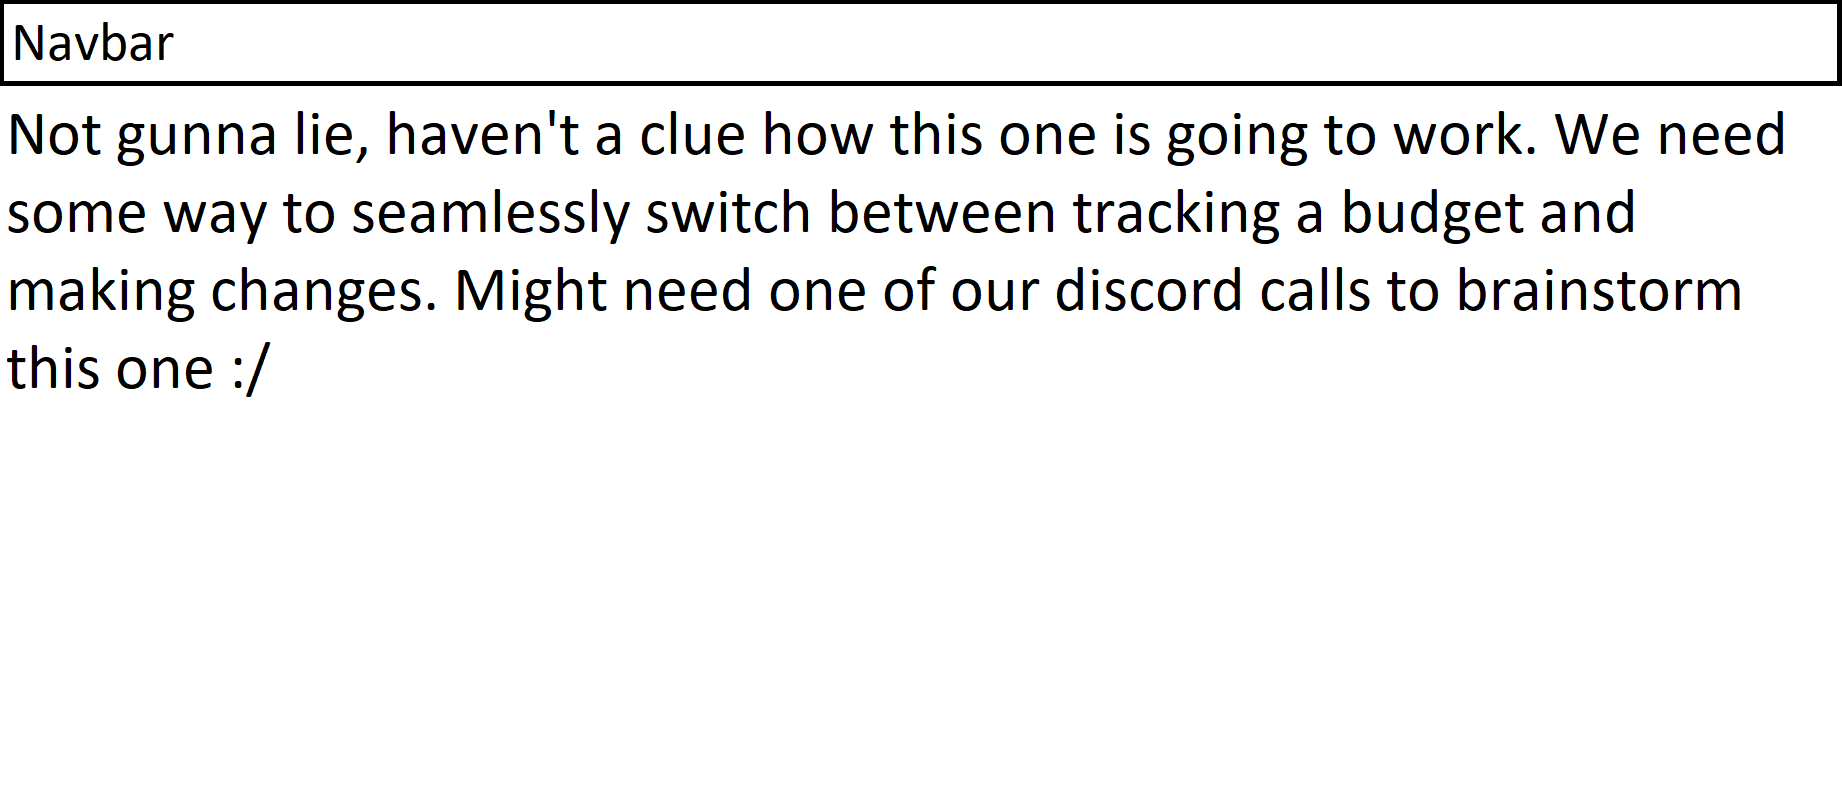 Navbar
Not gunna lie, haven't a clue how this one is going to work. We need
some way to seamlessly switch between tracking a budget and
making changes. Might need one of our discord calls to brainstorm
this one :/